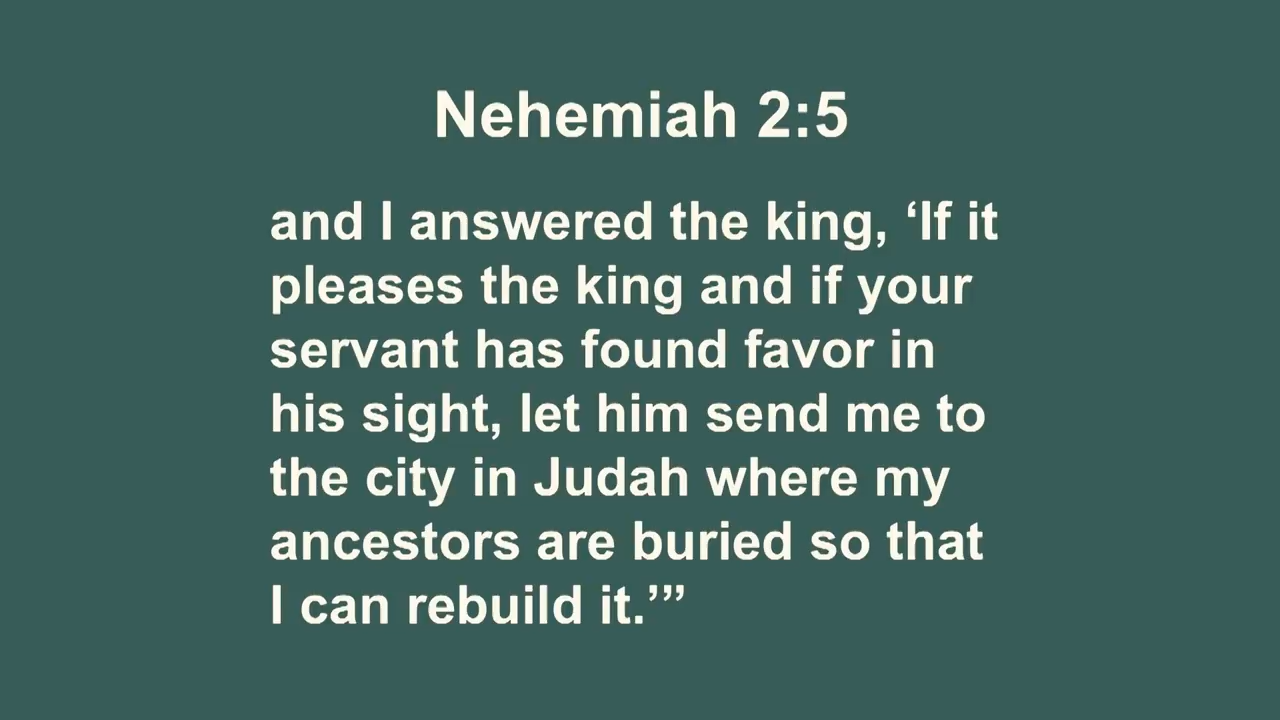 Nehemiah 2:5
and I answered the king, ‘If it
pleases the king and if your
servant has found favor in
his sight, let him send me to
the city in Judah where my
ancestors are buried so that
I can rebuild it.’”